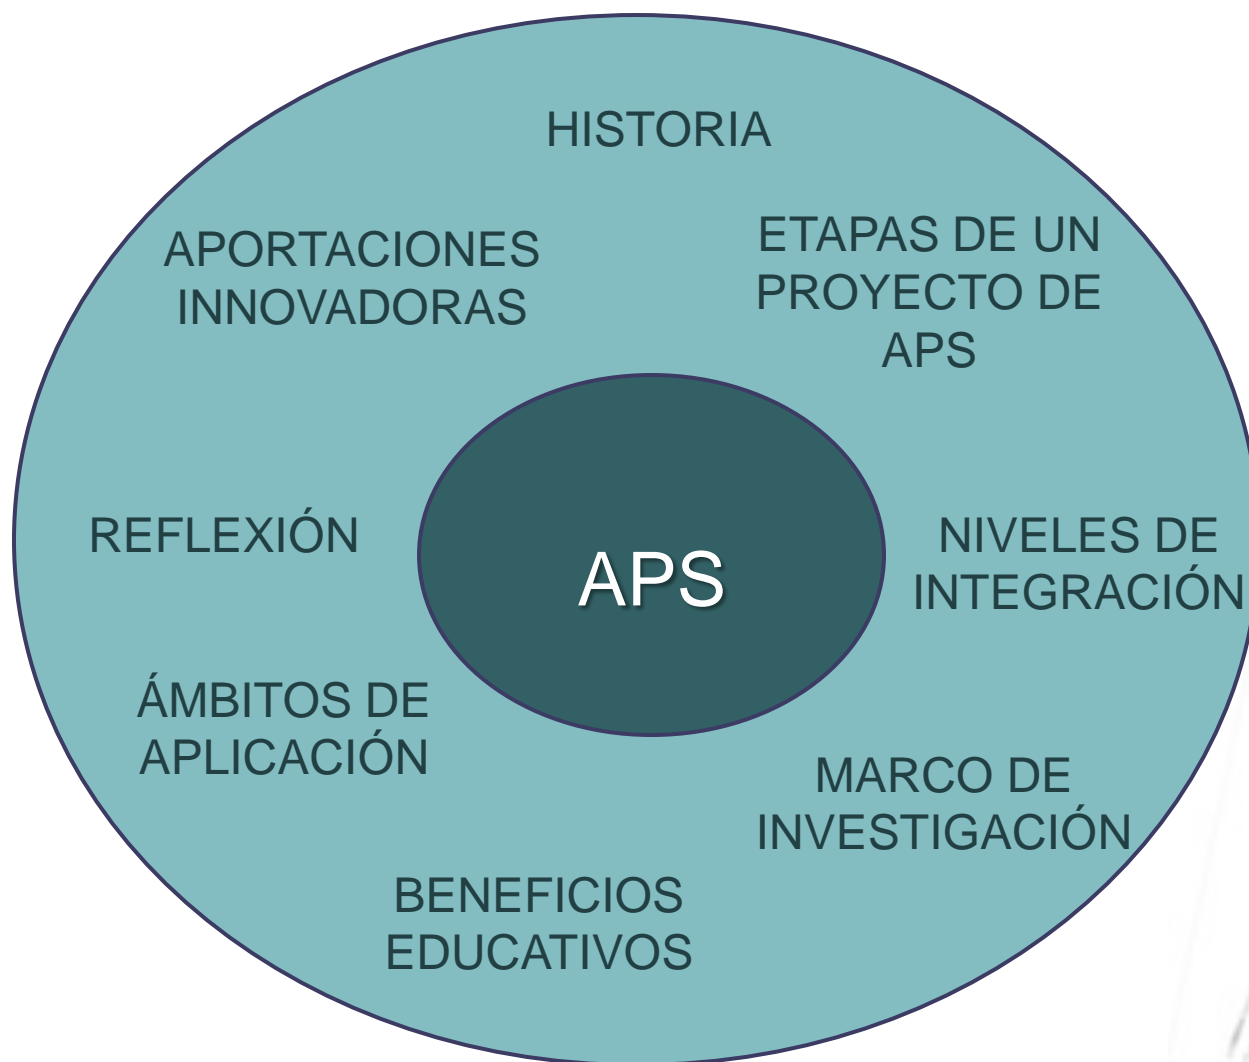 HISTORIA
APORTACIONES
INNOVADORAS
ETAPAS DE UN
PROYECTO DE
APS
REFLEXIÓN
APS
NIVELES DE
INTEGRACIÓN
ÁMBITOS DE
APLICACIÓN
MARCO DE
INVESTIGACIÓN
BENEFICIOS
EDUCATIVOS